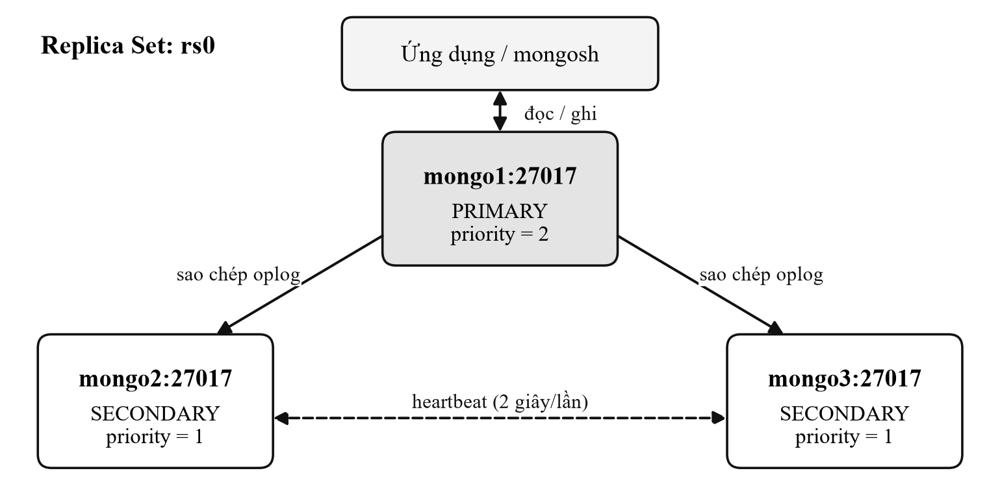 Replica Set: rs0
Ứng dụng / mongosh
đọc / ghi
mongo1:27017
PRIMARY
priority = 2
sao chép oplog
sao chép oplog
mongo2:27017
SECONDARY
priority = 1
heartbeat (2 giây/lần)
mongo3:27017
SECONDARY
priority = 1